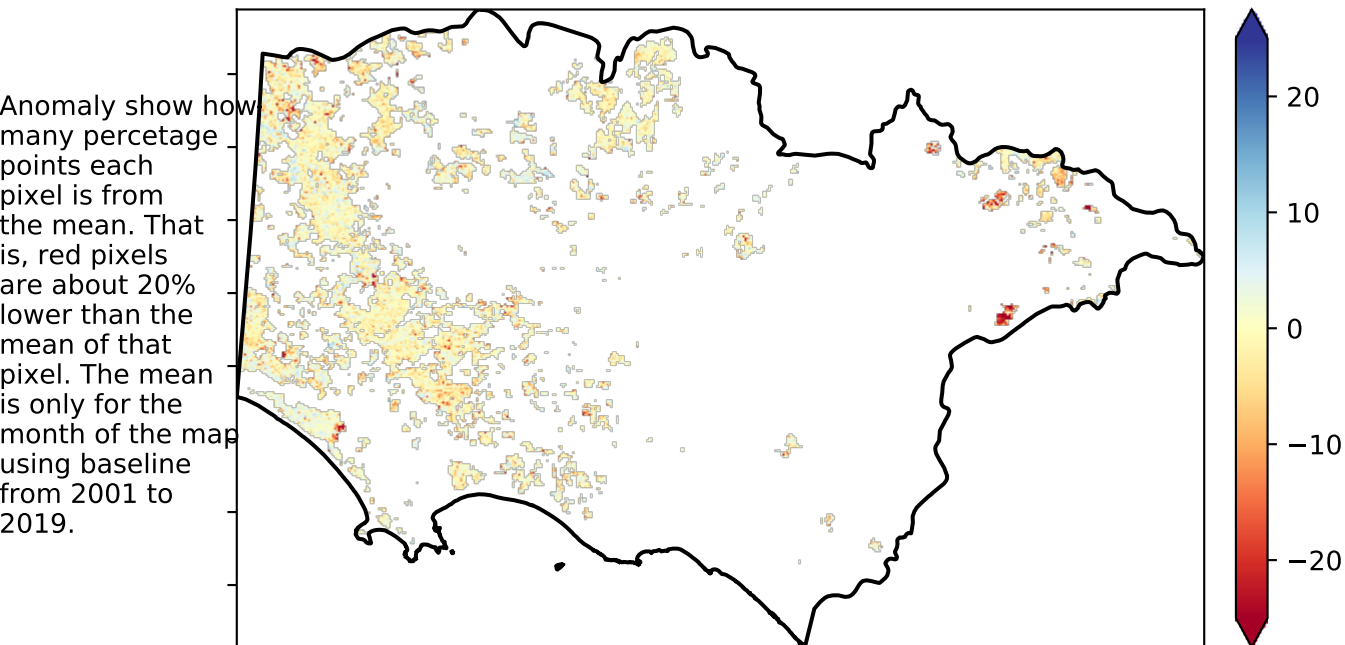 Anomaly show how
many percetage
points each
pixel is from
the mean. That
is, red pixels
are about 20%
lower than the
mean of that
pixel. The mean
is only for the
month of the map
using baseline
from 2001 to
2019.
20
10
0
−10
−20